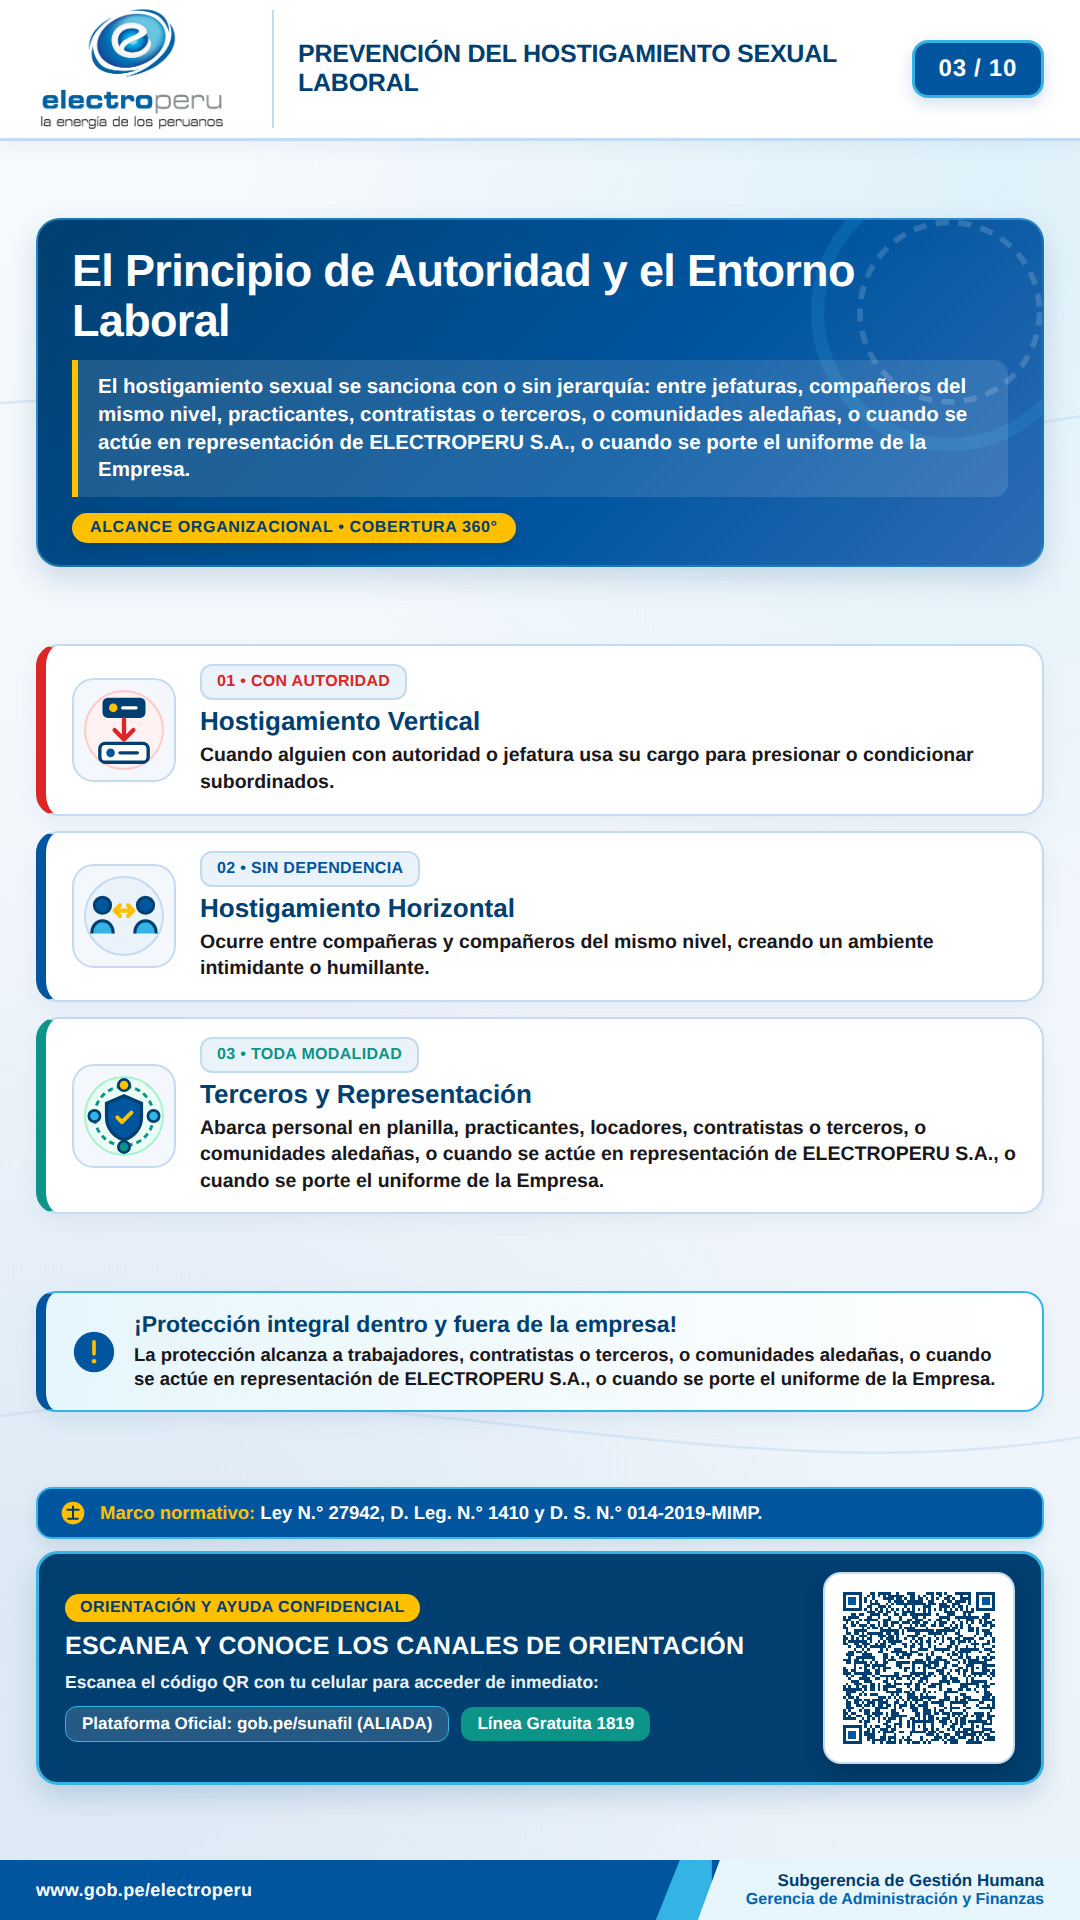 electroperu
la energía de los peruanos
PREVENCIÓN DEL HOSTIGAMIENTO SEXUAL
LABORAL
03 / 10
El Principio de Autoridad y el Entorno
Laboral
El hostigamiento sexual se sanciona con o sin jerarquía: entre jefaturas, compañeros del
mismo nivel, practicantes, contratistas o terceros, o comunidades aledañas, o cuando se
actúe en representación de ELECTROPERU S.A., o cuando se porte el uniforme de la
Empresa.
ALCANCE ORGANIZACIONAL • COBERTURA 360°
01 • CON AUTORIDAD
Hostigamiento Vertical
Cuando alguien con autoridad o jefatura usa su cargo para presionar o condicionar
subordinados.
02 • SIN DEPENDENCIA
Hostigamiento Horizontal
Ocurre entre compañeras y compañeros del mismo nivel, creando un ambiente
intimidante o humillante.
03 • TODA MODALIDAD
Terceros y Representación
Abarca personal en planilla, practicantes, locadores, contratistas o terceros, o
comunidades aledañas, o cuando se actúe en representación de ELECTROPERU S.A., o
cuando se porte el uniforme de la Empresa.
¡Protección integral dentro y fuera de la empresa!
La protección alcanza a trabajadores, contratistas o terceros, o comunidades aledañas, o cuando
se actúe en representación de ELECTROPERU S.A., o cuando se porte el uniforme de la Empresa.
Marco normativo: Ley N.° 27942, D. Leg. N.° 1410 y D. S. N.° 014-2019-MIMP.
ORIENTACIÓN Y AYUDA CONFIDENCIAL
ESCANEA Y CONOCE LOS CANALES DE ORIENTACIÓN
Escanea el código QR con tu celular para acceder de inmediato:
Plataforma Oficial: gob.pe/sunafil (ALIADA)
Línea Gratuita 1819
www.gob.pe/electroperu
Subgerencia de Gestión Humana
Gerencia de Administración y Finanzas